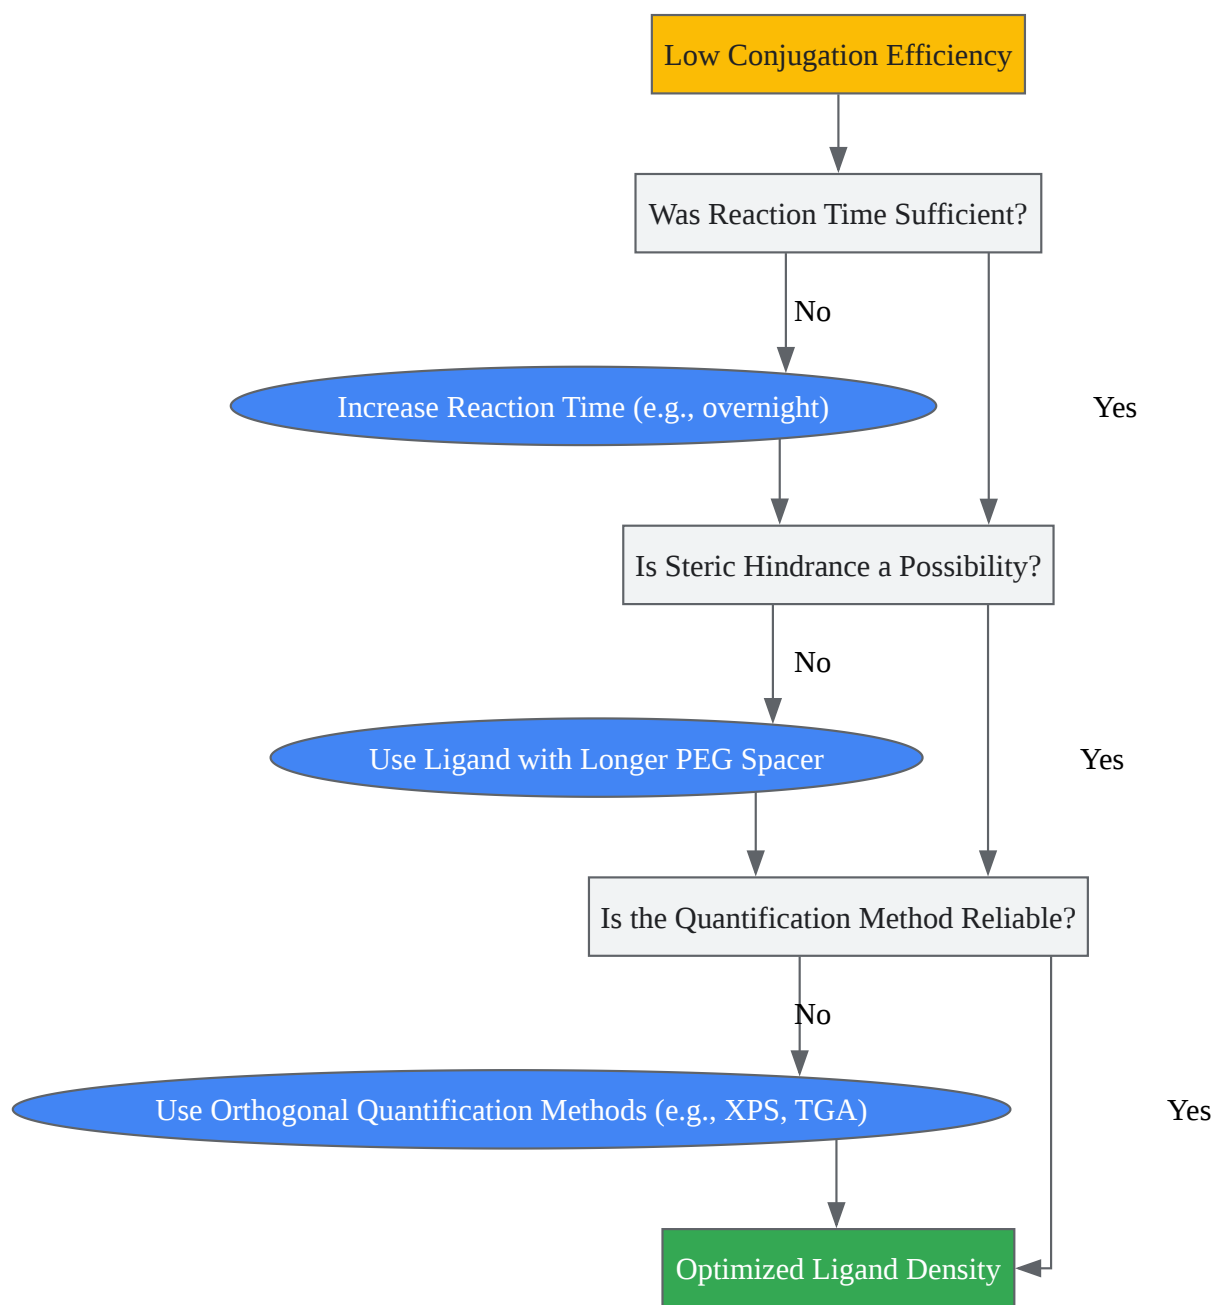 Low Conjugation Efficiency
Was Reaction Time Sufficient?
No
Increase Reaction Time (e.g., overnight)
Yes
Is Steric Hindrance a Possibility?
No
Use Ligand with Longer PEG Spacer
Yes
Is the Quantification Method Reliable?
No
Use Orthogonal Quantification Methods (e.g., XPS, TGA)
Yes
Optimized Ligand Density